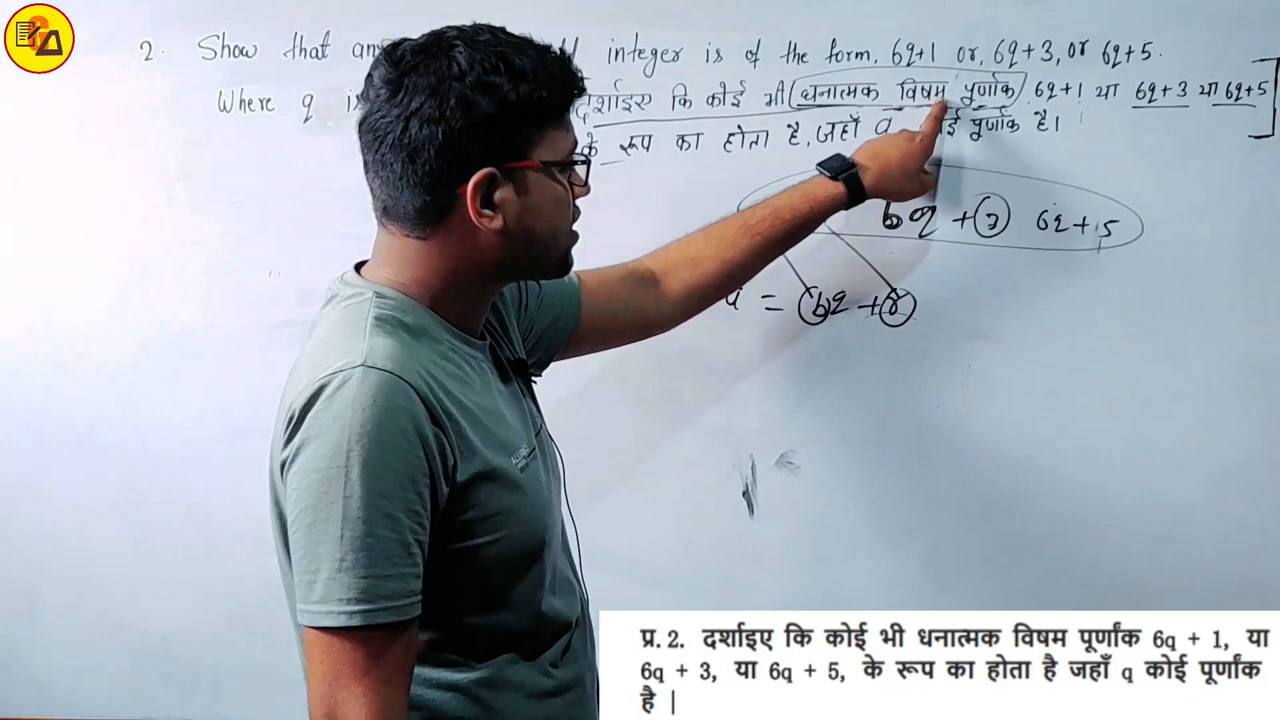 2. Show that an integer is of the form, 6q+1 or, 6q+3, or 6q+5.
Where q is दर्शाइए कि कोई भी धनात्मक विषम पूर्णांक 6q+1 या 6q+3 या 6q+5
के रूप का होता है, जहाँ q पूर्णांक है।
6q + 3 6q+5
a = bq + r
प्र. 2. दर्शाइए कि कोई भी धनात्मक विषम पूर्णांक 6q + 1, या
6q + 3, या 6q + 5, के रूप का होता है जहाँ q कोई पूर्णांक
है |